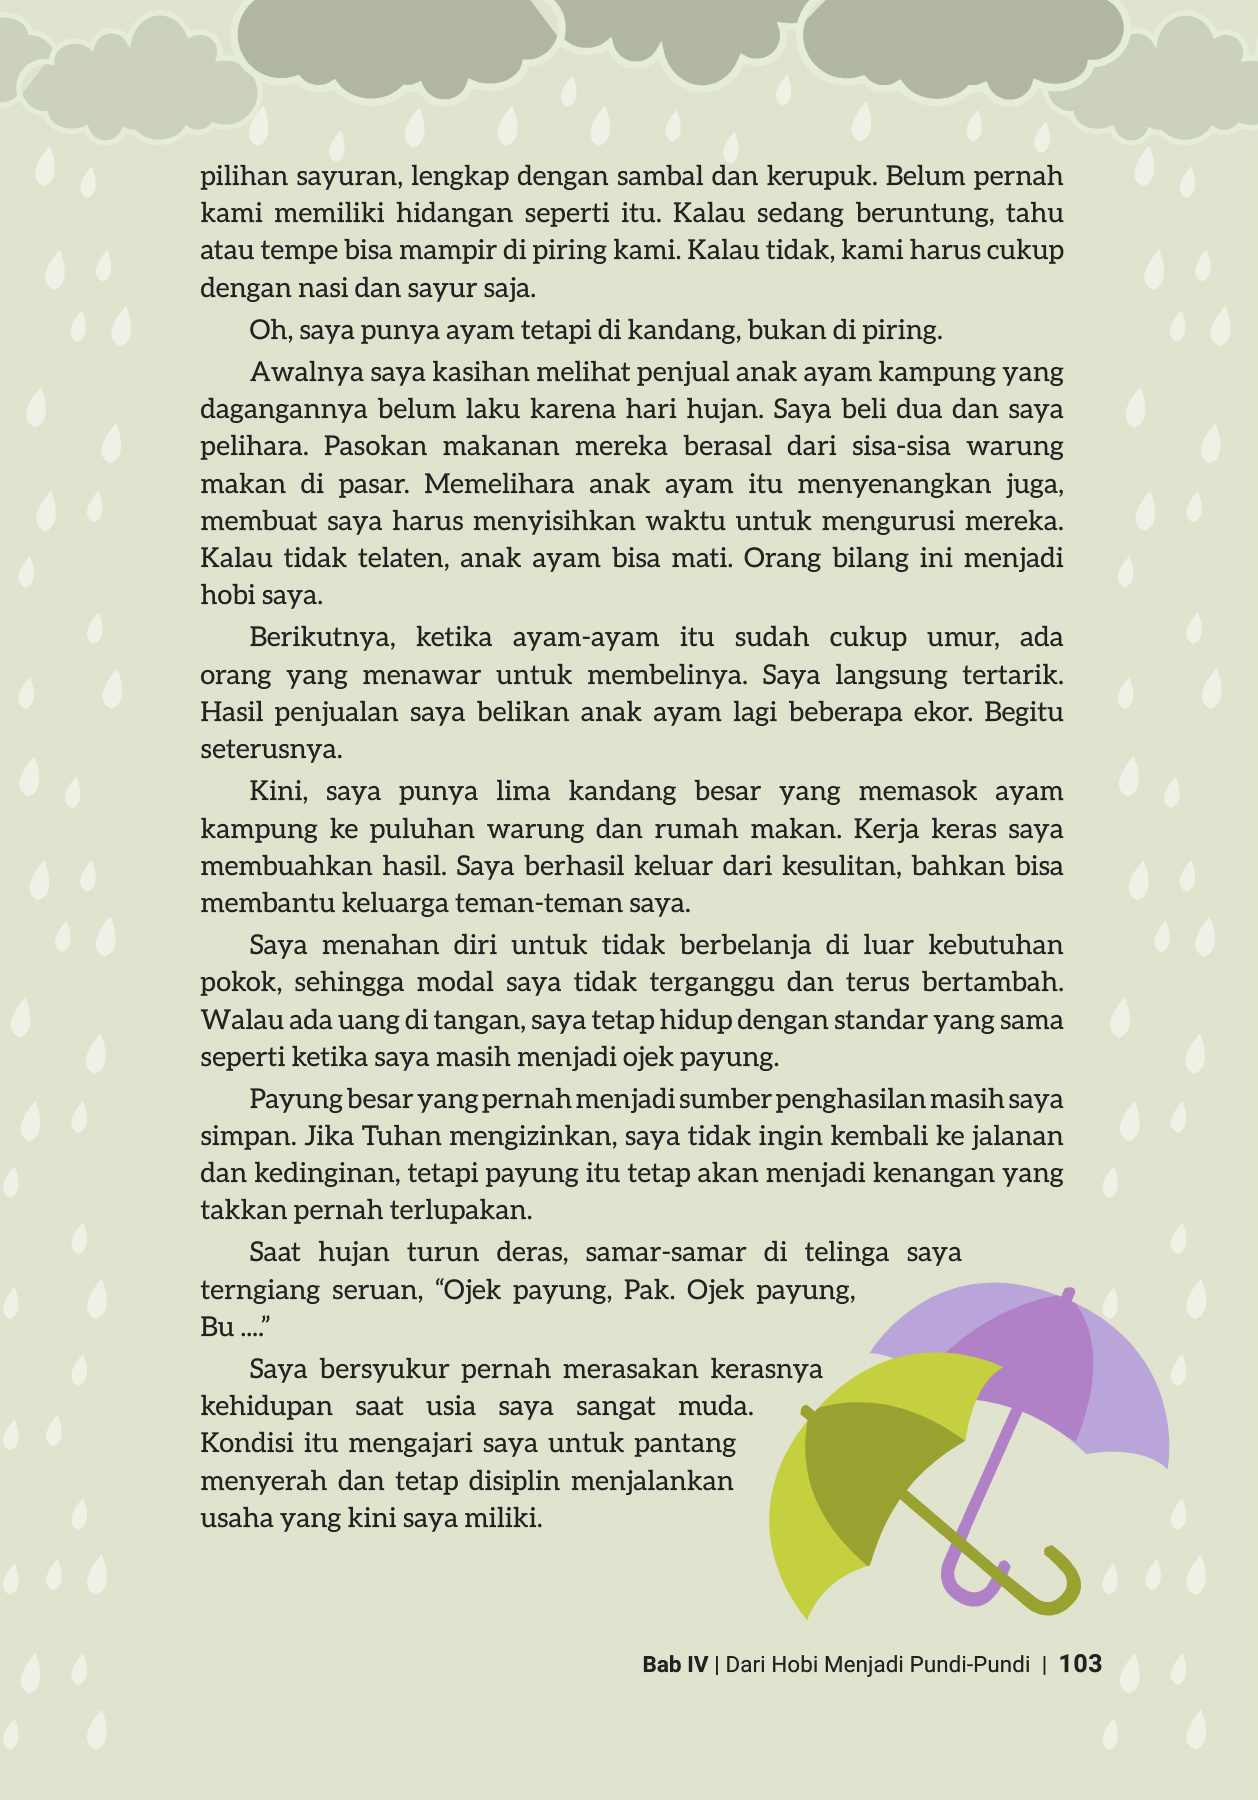 pilihan sayuran, lengkap dengan sambal dan kerupuk. Belum pernah
kami memiliki hidangan seperti itu. Kalau sedang beruntung, tahu
atau tempe bisa mampir di piring kami. Kalau tidak, kami harus cukup
dengan nasi dan sayur saja.
Oh, saya punya ayam tetapi di kandang, bukan di piring.
Awalnya saya kasihan melihat penjual anak ayam kampung yang
dagangannya belum laku karena hari hujan. Saya beli dua dan saya
pelihara. Pasokan makanan mereka berasal dari sisa-sisa warung
makan di pasar. Memelihara anak ayam itu menyenangkan juga,
membuat saya harus menyisihkan waktu untuk mengurusi mereka.
Kalau tidak telaten, anak ayam bisa mati. Orang bilang ini menjadi
hobi saya.
Berikutnya, ketika ayam-ayam itu sudah cukup umur, ada
orang yang menawar untuk membelinya. Saya langsung tertarik.
Hasil penjualan saya belikan anak ayam lagi beberapa ekor. Begitu
seterusnya.
Kini, saya punya lima kandang besar yang memasok ayam
kampung ke puluhan warung dan rumah makan. Kerja keras saya
membuahkan hasil. Saya berhasil keluar dari kesulitan, bahkan bisa
membantu keluarga teman-teman saya.
Saya menahan diri untuk tidak berbelanja di luar kebutuhan
pokok, sehingga modal saya tidak terganggu dan terus bertambah.
Walau ada uang di tangan, saya tetap hidup dengan standar yang sama
seperti ketika saya masih menjadi ojek payung.
Payung besar yang pernah menjadi sumber penghasilan masih saya
simpan. Jika Tuhan mengizinkan, saya tidak ingin kembali ke jalanan
dan kedinginan, tetapi payung itu tetap akan menjadi kenangan yang
takkan pernah terlupakan.
Saat hujan turun deras, samar-samar di telinga saya
terngiang seruan, “Ojek payung, Pak. Ojek payung,
Bu ....”
Saya bersyukur pernah merasakan kerasnya
kehidupan saat usia saya sangat muda.
Kondisi itu mengajari saya untuk pantang
menyerah dan tetap disiplin menjalankan
usaha yang kini saya miliki.
Bab IV | Dari Hobi Menjadi Pundi-Pundi | 103